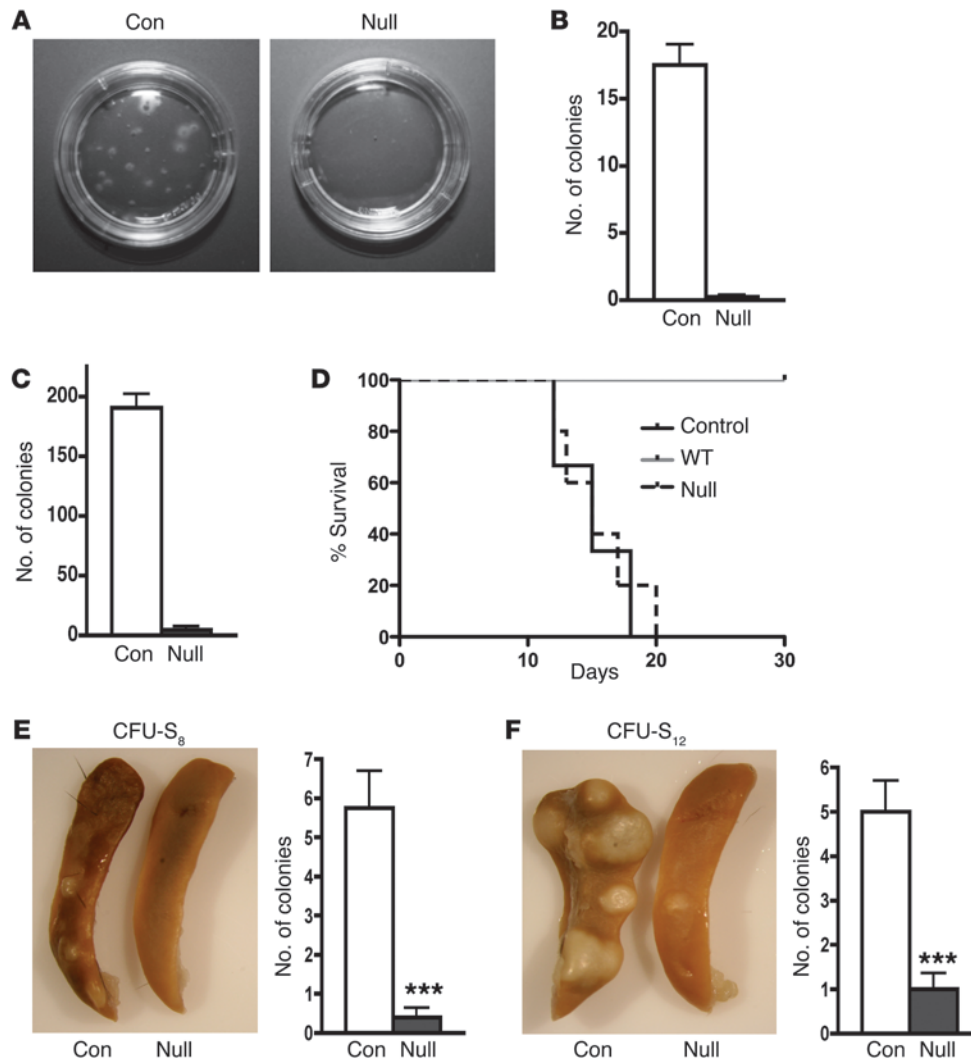 A
Con
Null
B
No. of colonies
20
15
10
5
0
Con
Null
C
No. of colonies
200
150
100
50
0
Con
Null
D
% Survival
100
80
60
40
20
0
0
10
20
30
Days
Control
WT
Null
E
CFU-S8
Con
Null
No. of colonies
7
6
5
4
3
2
1
0
***
Con
Null
F
CFU-S12
Con
Null
No. of colonies
6
5
4
3
2
1
0
***
Con
Null